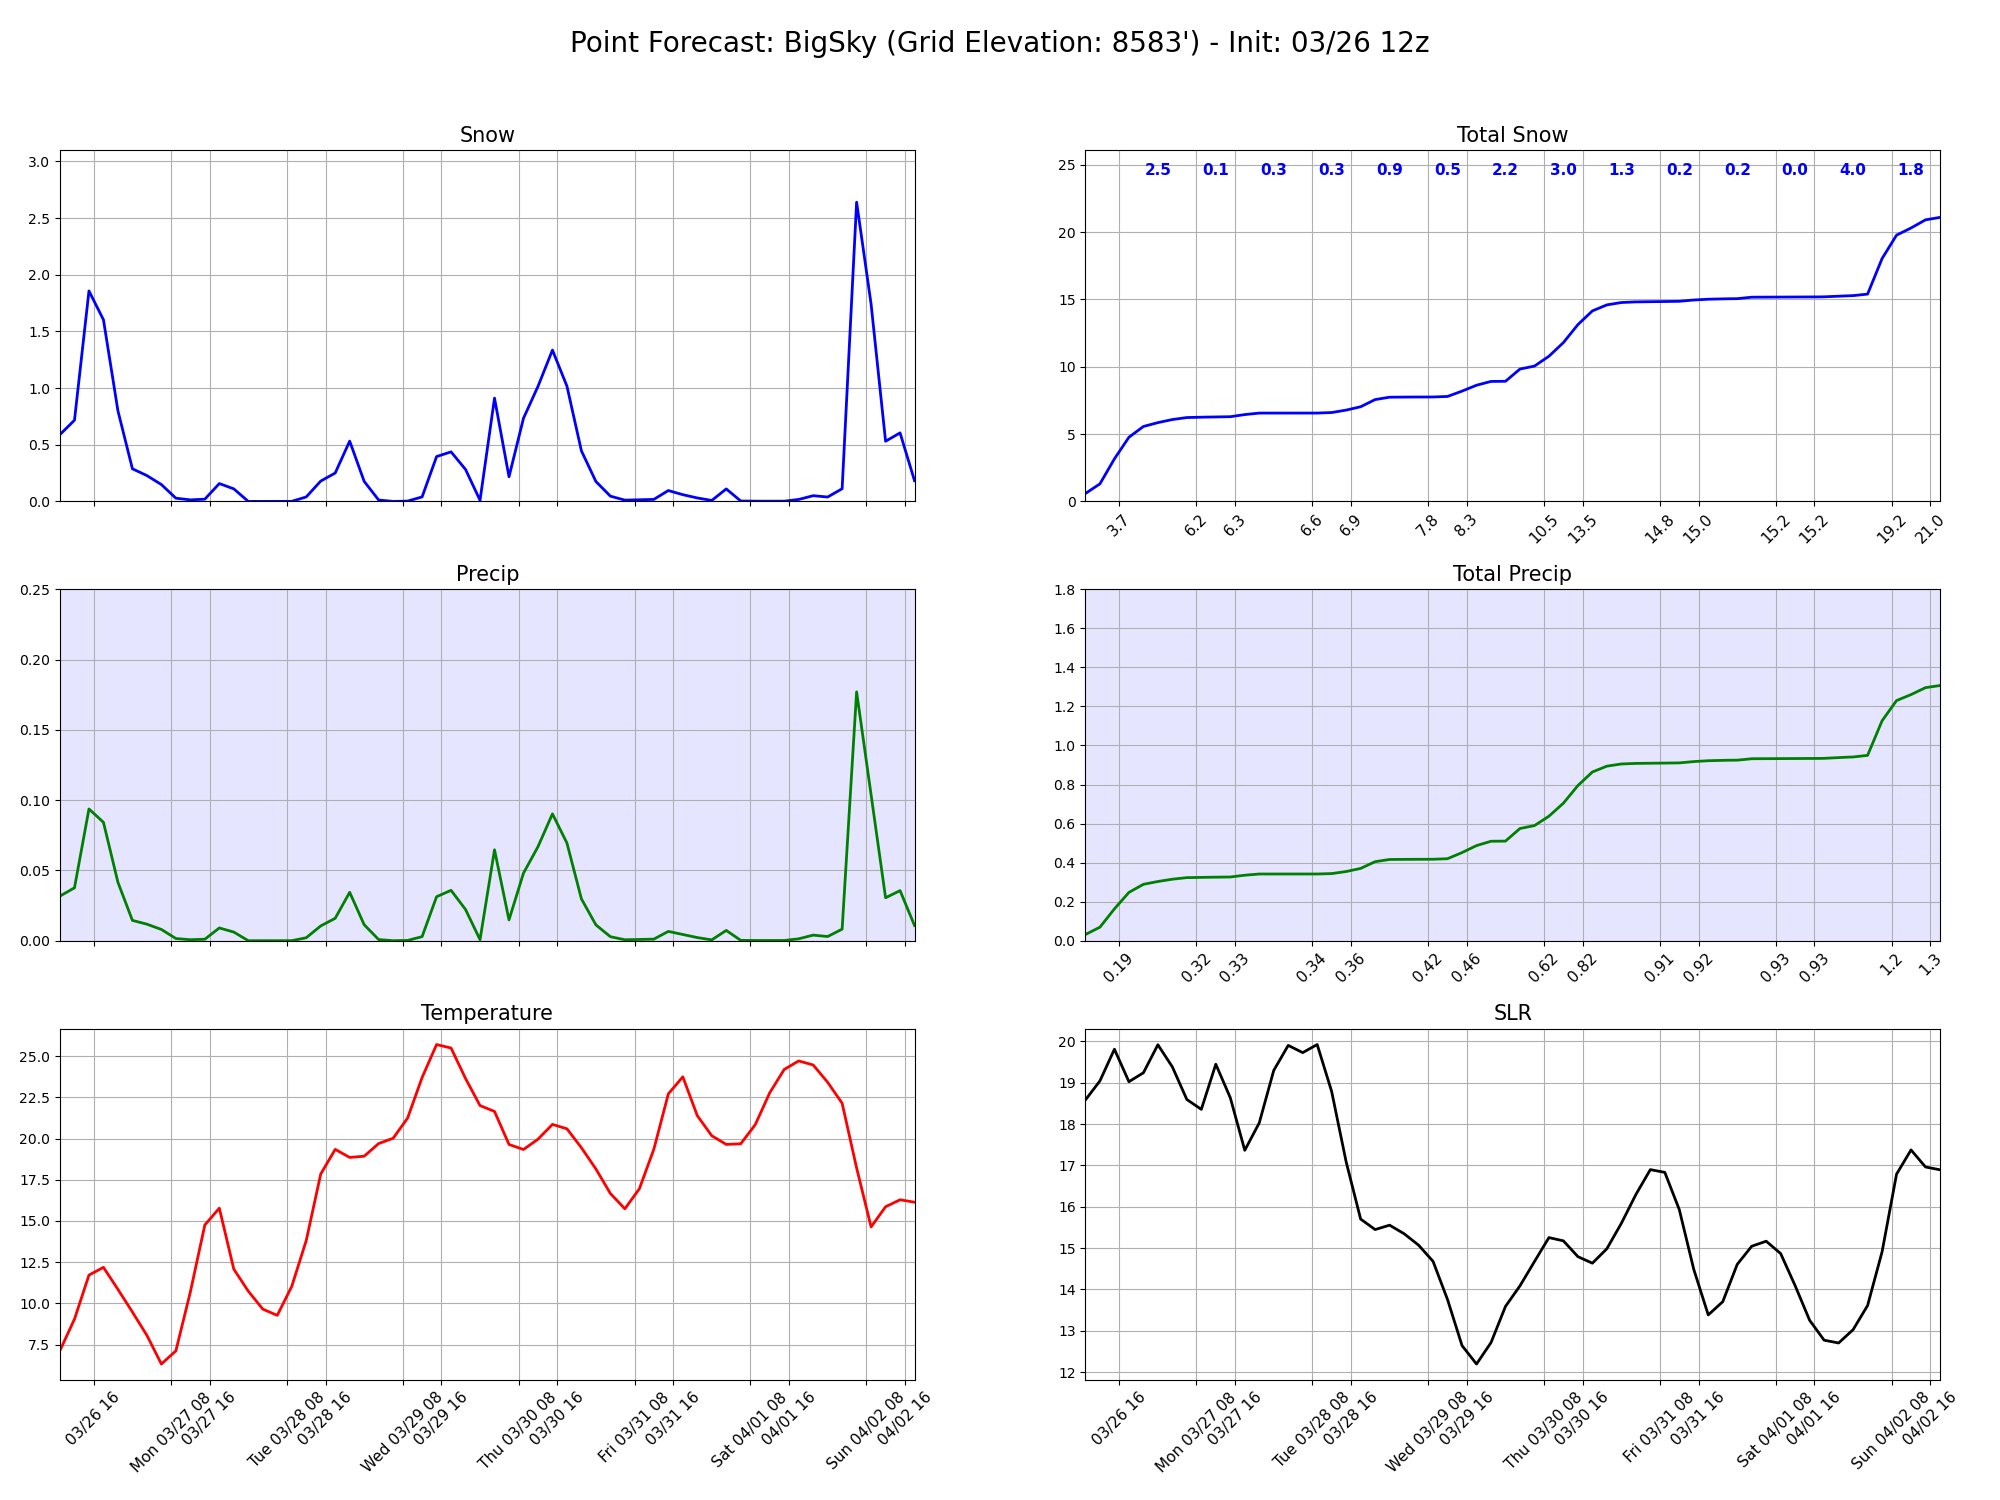 Point Forecast: BigSky (Grid Elevation: 8583') - Init: 03/26 12z
Snow
3.0
2.5
2.0
1.5
1.0
0.5
0.0
Total Snow
2.5 0.1 0.3 0.3 0.9 0.5 2.2 3.0 1.3 0.2 0.2 0.0 4.0 1.8
25
20
15
10
5
0
3.7 6.2 6.3 6.6 6.9 7.8 8.3 10.5 13.5 14.8 15.0 15.2 15.2 19.2 21.0
Precip
0.25
0.20
0.15
0.10
0.05
0.00
Total Precip
1.8
1.6
1.4
1.2
1.0
0.8
0.6
0.4
0.2
0.0
0.19 0.32 0.33 0.34 0.36 0.42 0.46 0.62 0.82 0.91 0.92 0.93 0.93 1.2 1.3
Temperature
25.0
22.5
20.0
17.5
15.0
12.5
10.0
7.5
03/26 16
Mon 03/27 08
03/27 16
Tue 03/28 08
03/28 16
Wed 03/29 08
03/29 16
Thu 03/30 08
03/30 16
Fri 03/31 08
03/31 16
Sat 04/01 08
04/01 16
Sun 04/02 08
04/02 16
SLR
20
19
18
17
16
15
14
13
12
03/26 16
Mon 03/27 08
03/27 16
Tue 03/28 08
03/28 16
Wed 03/29 08
03/29 16
Thu 03/30 08
03/30 16
Fri 03/31 08
03/31 16
Sat 04/01 08
04/01 16
Sun 04/02 08
04/02 16